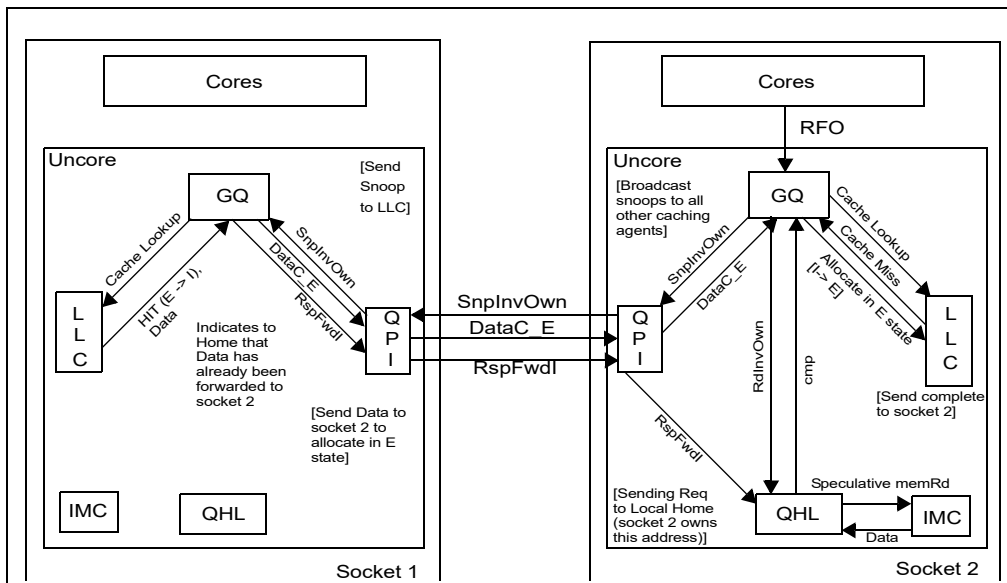 Cores
Uncore
GQ
[Send
Snoop
to LLC]
Cache Lookup
HIT (E -> I),
Data
SnpInvOwn
DataC_E
RspFwdI
L
L
C
Q
P
I
Indicates to
Home that
Data has
already been
forwarded to
socket 2
[Send Data to
socket 2 to
allocate in E
state]
IMC
QHL
Socket 1
SnpInvOwn
DataC_E
RspFwdI
Cores
RFO
Uncore
[Broadcast
snoops to all
other caching
agents]
GQ
SnpInvOwn
DataC_E
Cache Lookup
Cache Miss
Allocate in E state
[I-> E]
Q
P
I
L
L
C
RdInvOwn
cmp
[Send complete
to socket 2]
RspFwdI
[Sending Req
to Local Home
(socket 2 owns
this address)]
QHL
Speculative memRd
Data
IMC
Socket 2